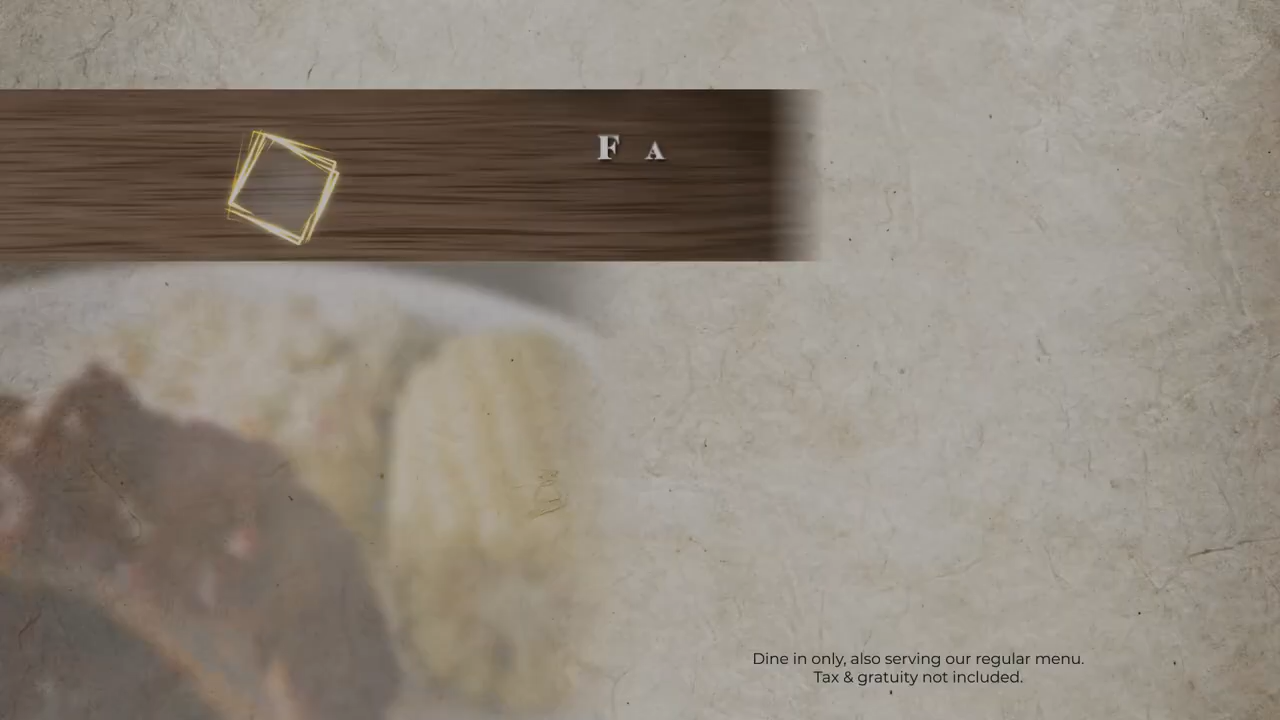 F A
Dine in only, also serving our regular menu.
Tax & gratuity not included.